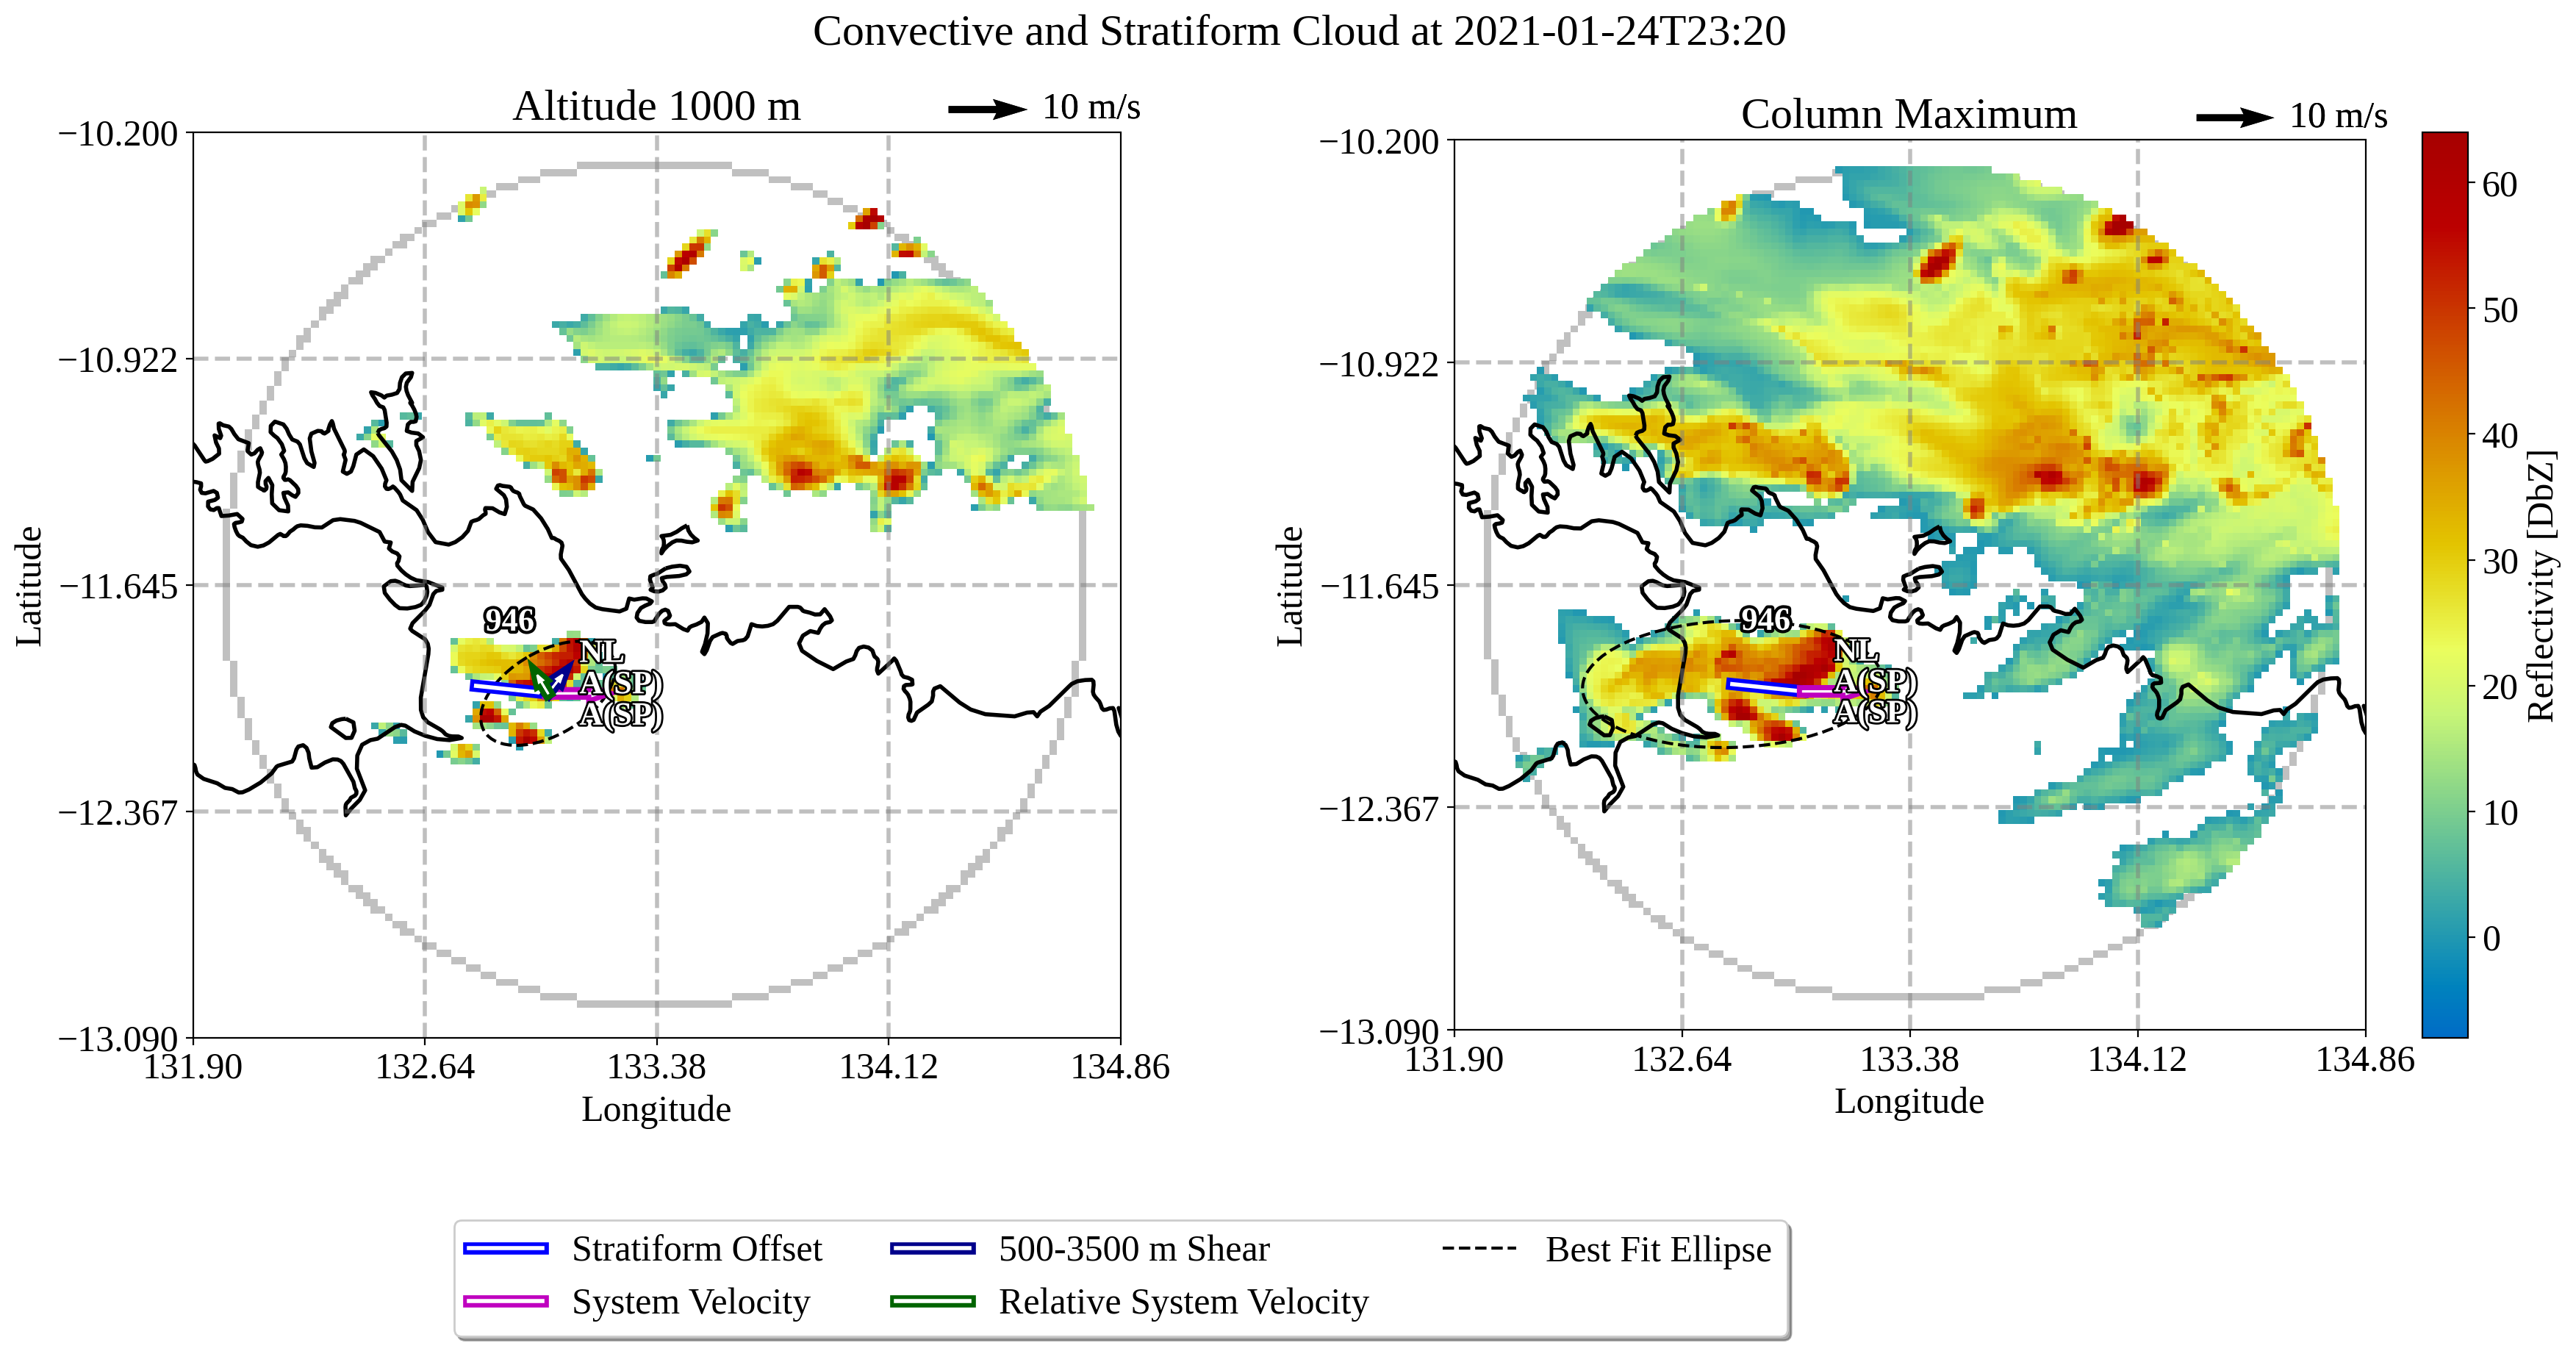 Convective and Stratiform Cloud at 2021-01-24T23:20
Altitude 1000 m
10 m/s
−10.200
−10.922
−11.645
−12.367
−13.090
Latitude
131.90
132.64
133.38
134.12
134.86
Longitude
946
NL
A(SP)
A(SP)
Column Maximum
10 m/s
−10.200
−10.922
−11.645
−12.367
−13.090
Latitude
131.90
132.64
133.38
134.12
134.86
Longitude
946
NL
A(SP)
A(SP)
60
50
40
30
20
10
0
Reflectivity [DbZ]
Stratiform Offset
System Velocity
500-3500 m Shear
Relative System Velocity
Best Fit Ellipse